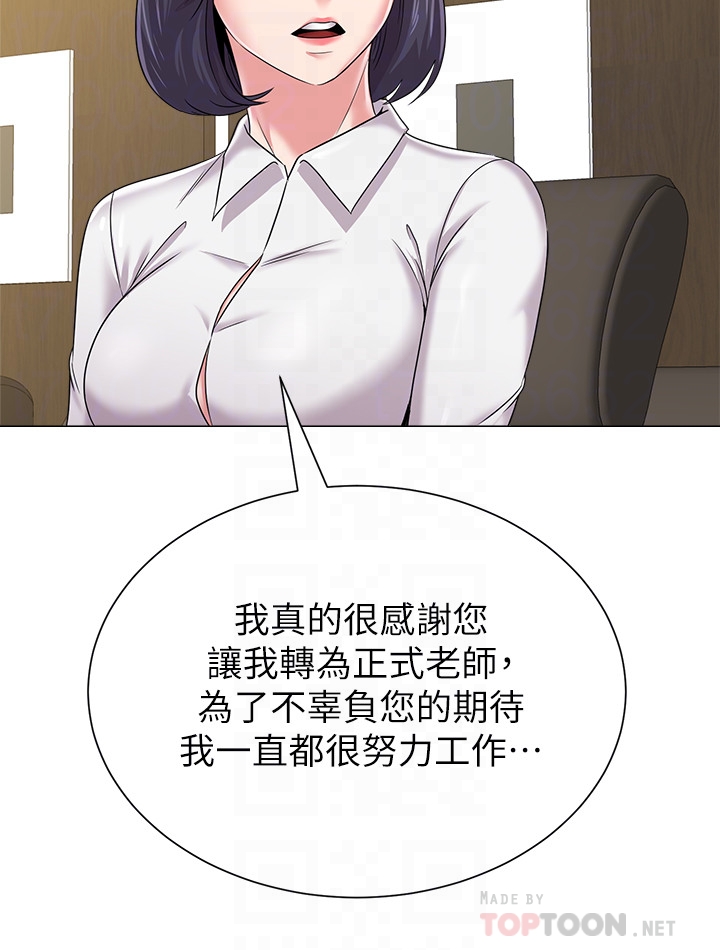 我真的很感謝您
讓我轉為正式老師，
為了不辜負您的期待
我一直都很努力工作…
MADE BY
TOPTOON.NET